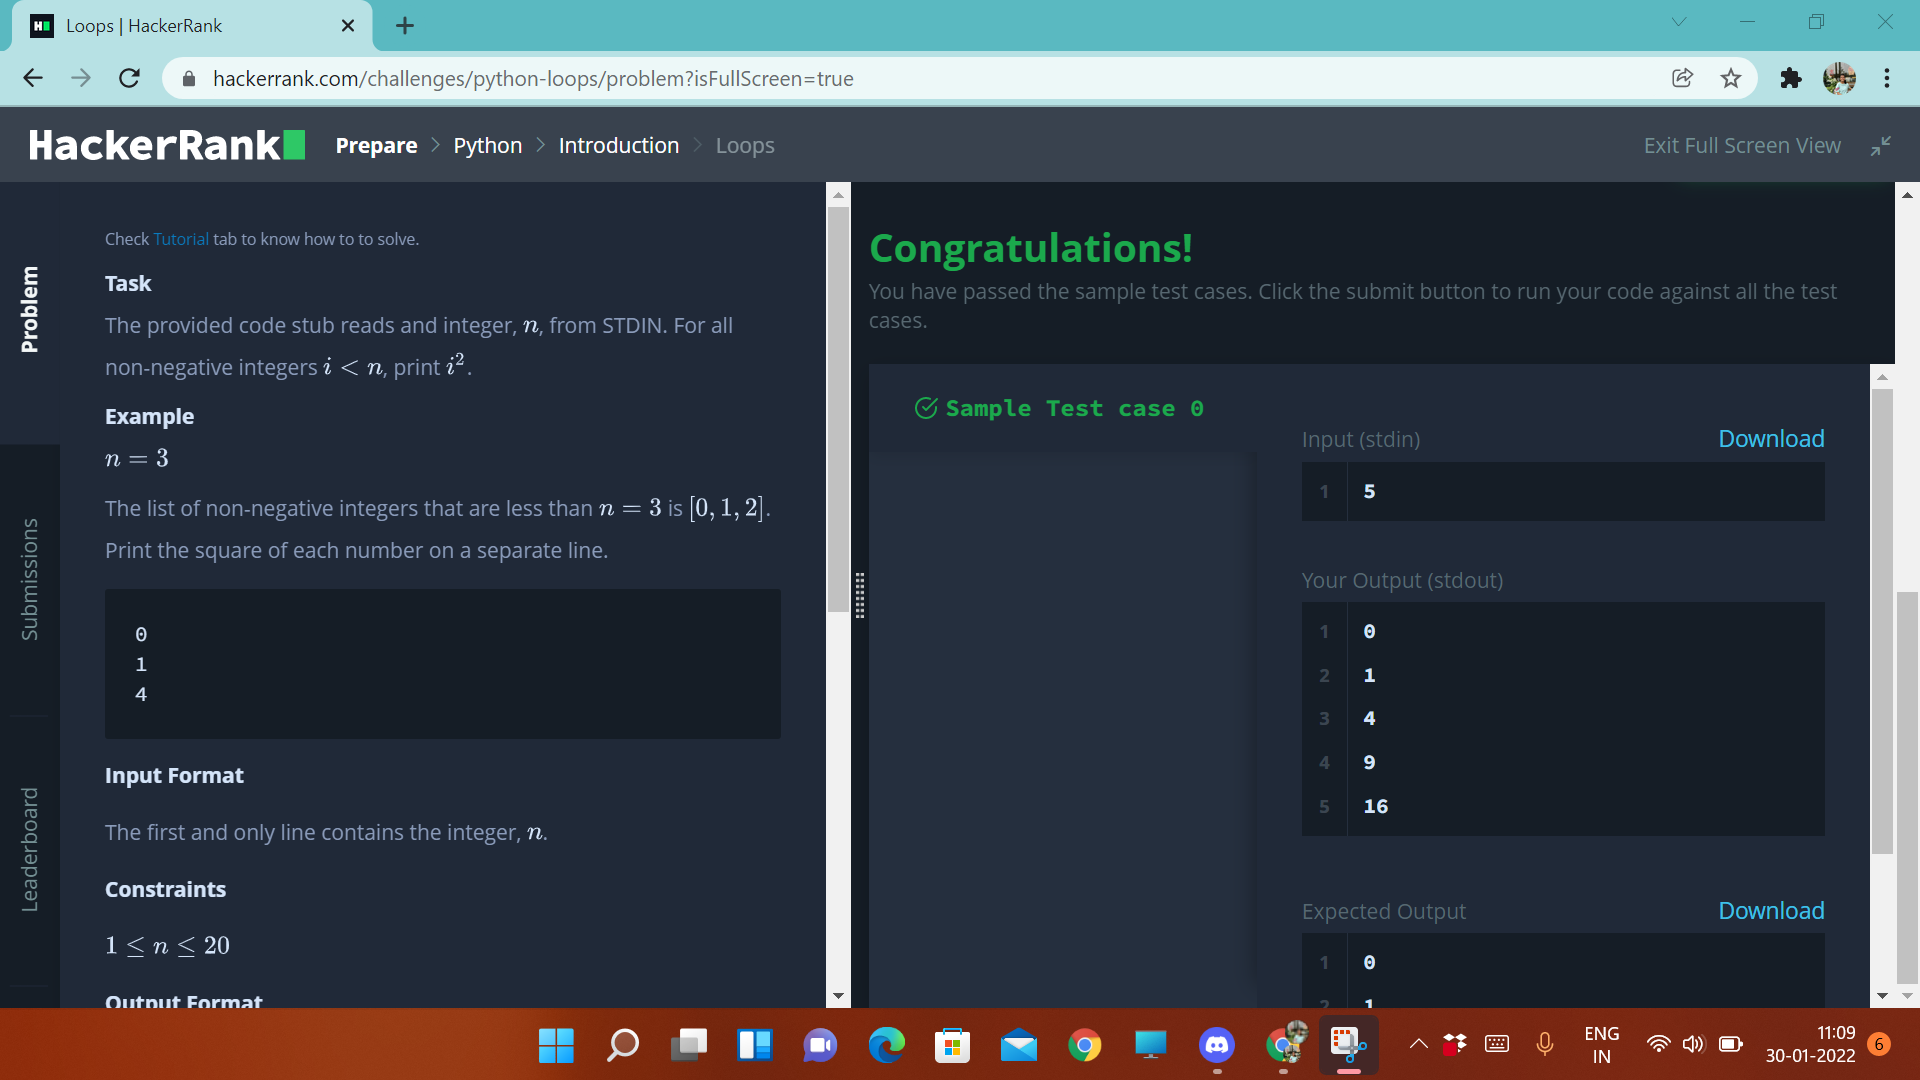 Loops | HackerRank
hackerrank.com/challenges/python-loops/problem?isFullScreen=true
HackerRank Prepare > Python > Introduction > Loops Exit Full Screen View
Problem
Submissions
Leaderboard
Check Tutorial tab to know how to to solve.
Task
The provided code stub reads and integer, n, from STDIN. For all
non-negative integers i < n, print i².
Example
n = 3
The list of non-negative integers that are less than n = 3 is [0, 1, 2].
Print the square of each number on a separate line.
0
1
4
Input Format
The first and only line contains the integer, n.
Constraints
1 ≤ n ≤ 20
Output Format
Congratulations!
You have passed the sample test cases. Click the submit button to run your code against all the test
cases.
Sample Test case 0
Input (stdin) Download
1 5
Your Output (stdout)
1 0
2 1
3 4
4 9
5 16
Expected Output Download
1 0
2 1
ENG
IN
11:09
30-01-2022
6